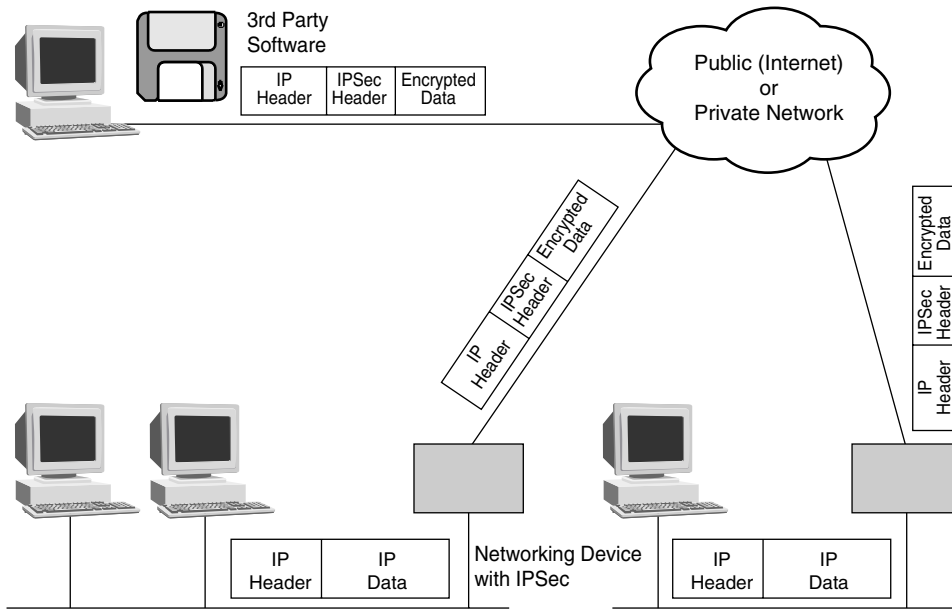 3rd Party
Software
IP
Header
IPSec
Header
Encrypted
Data
Public (Internet)
or
Private Network
IP
Header
IPSec
Header
Encrypted
Data
IP
Header
IPSec
Header
Encrypted
Data
IP
Header
IP
Data
Networking Device
with IPSec
IP
Header
IP
Data